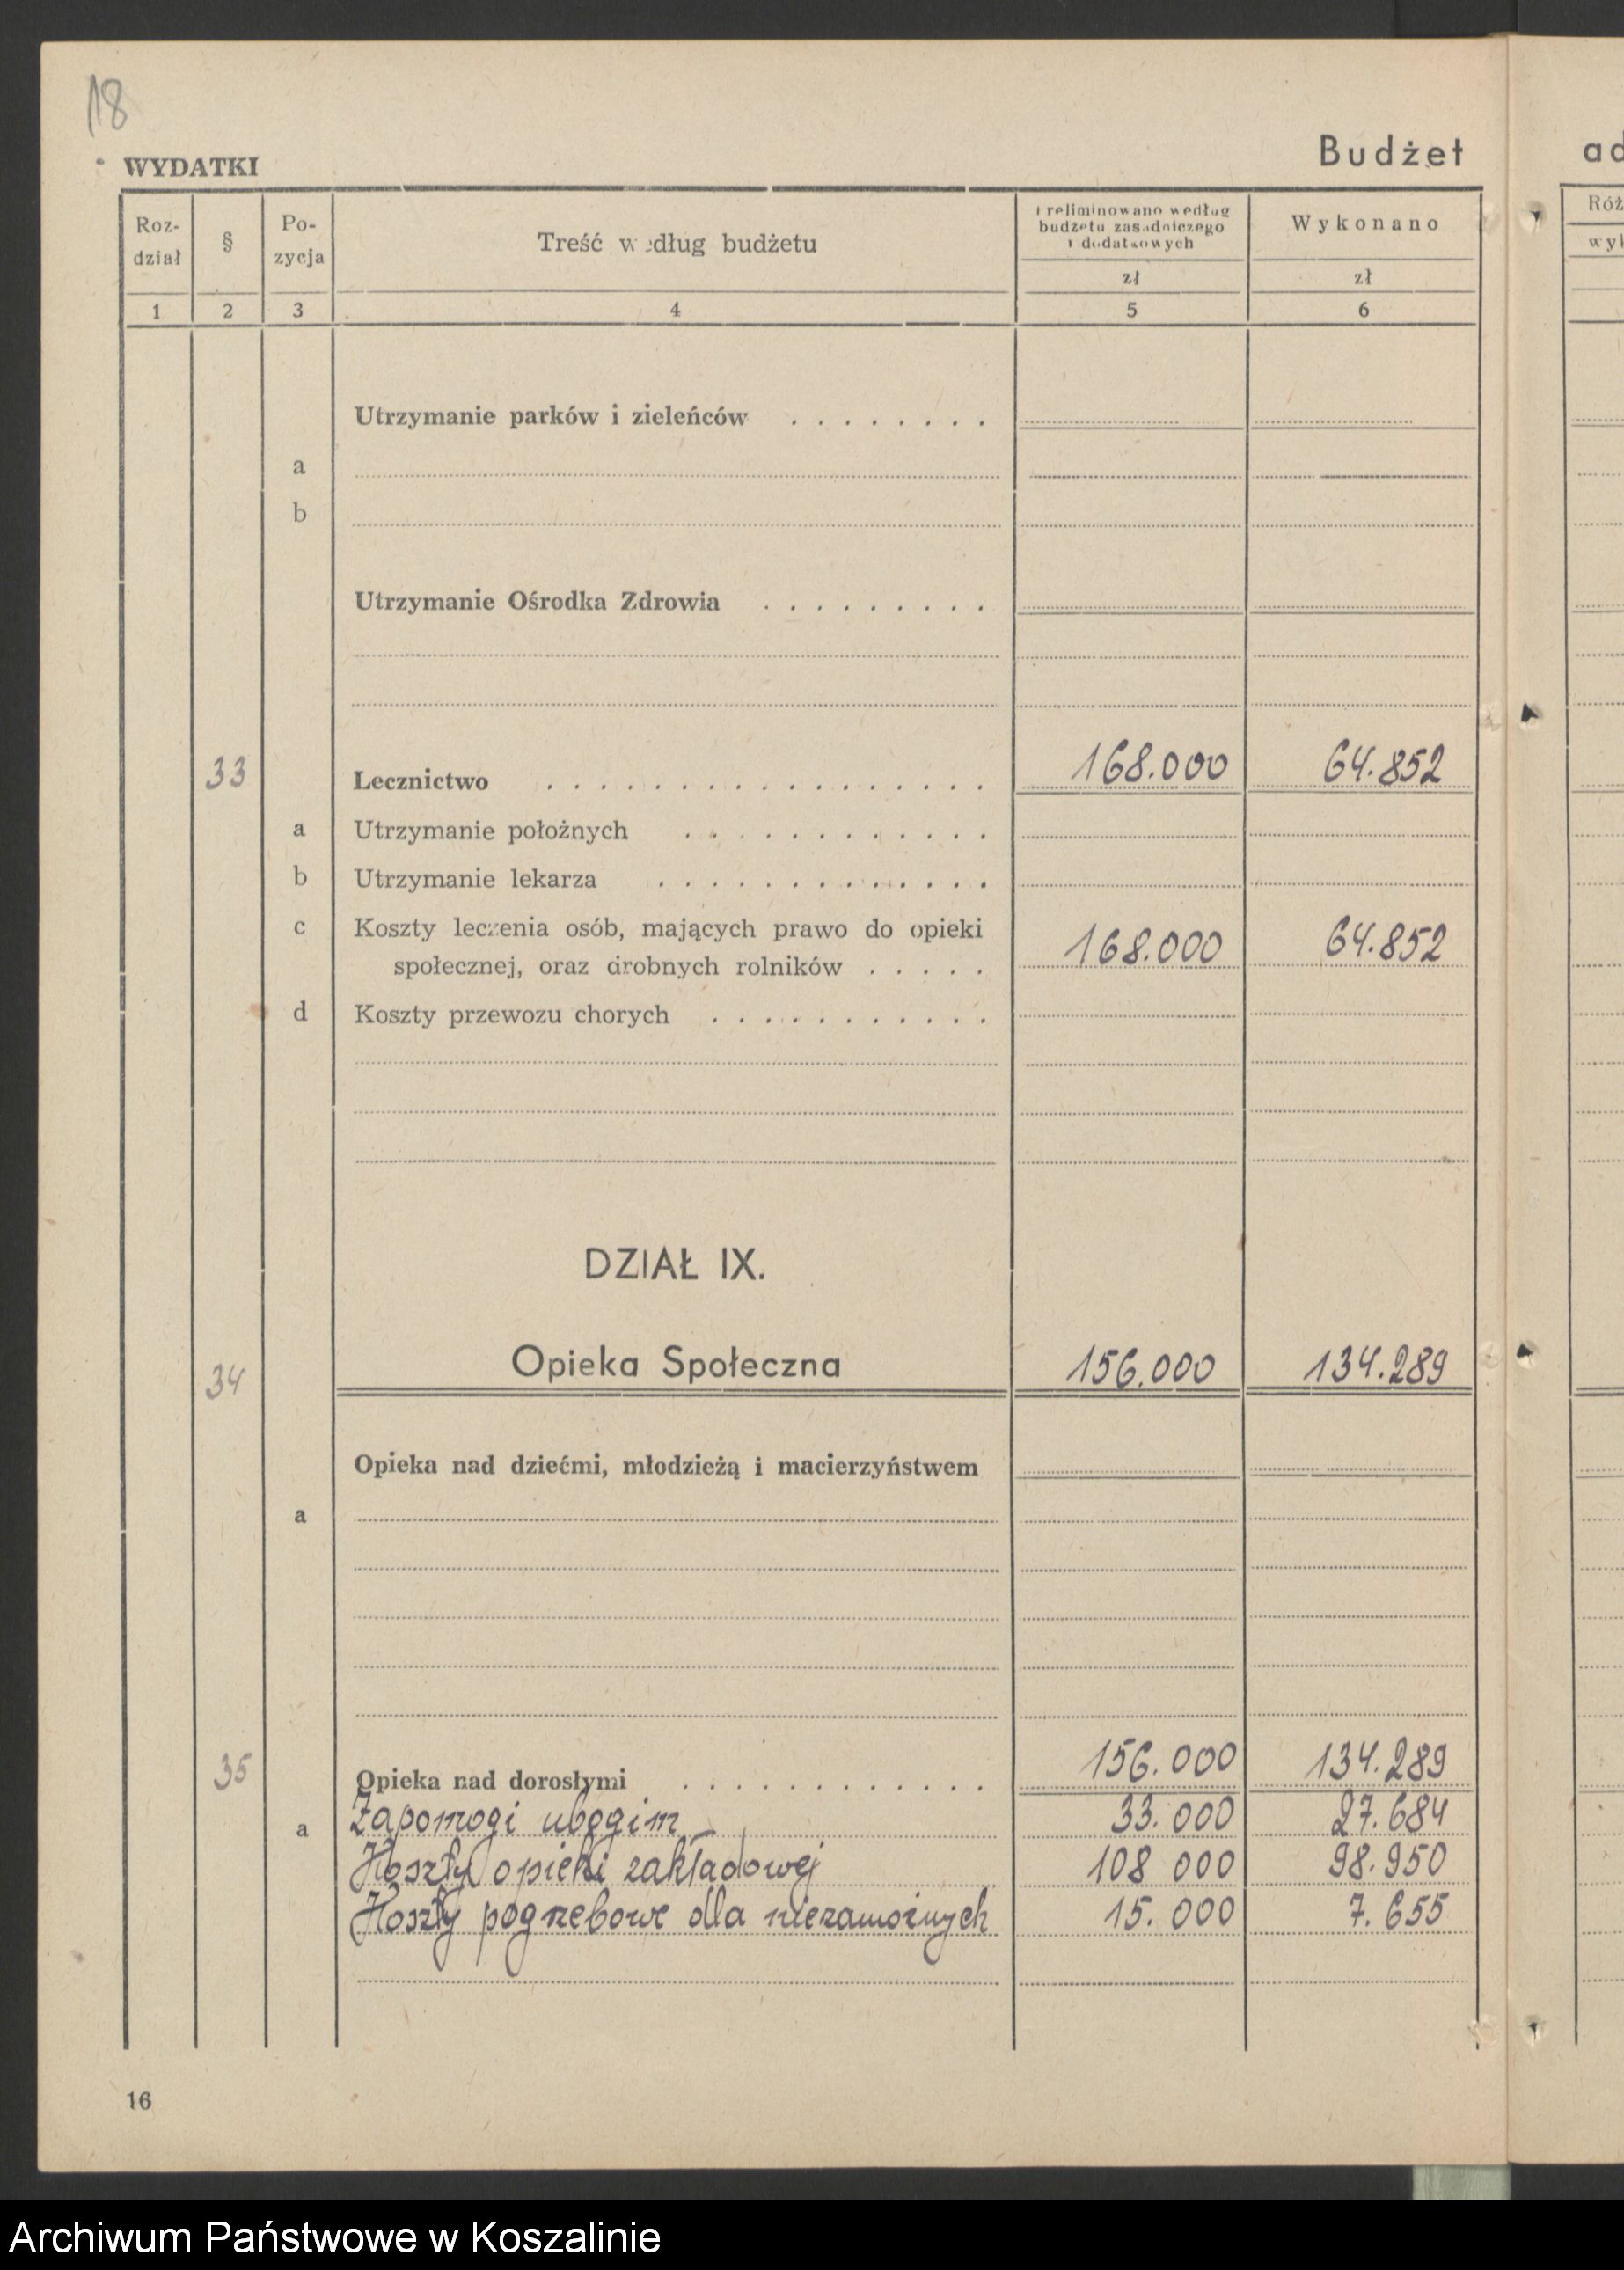 18
WYDATKI
Budżet
Roz-
dział
§
Po-
zycja
Treść według budżetu
Preliminowano według
budżetu zasadniczego
i dodatkowych
zł
Wykonano
zł
1 2 3 4 5 6
Utrzymanie parków i zieleńców . . . . . . . .
a
b
Utrzymanie Ośrodka Zdrowia . . . . . . . . .
33 Lecznictwo . . . . . . . . . . . . . . . . . 168.000 64.852
a Utrzymanie położnych . . . . . . . . . . . .
b Utrzymanie lekarza . . . . . . . . . . . . .
c Koszty leczenia osób, mających prawo do opieki
społecznej, oraz drobnych rolników . . . . . 168.000 64.852
d Koszty przewozu chorych . . . . . . . . . . .
DZIAŁ IX.
34 Opieka Społeczna 156.000 134.289
Opieka nad dziećmi, młodzieżą i macierzyństwem
a
35 Opieka nad dorosłymi . . . . . . . . . . . . 156.000 134.289
a Zapomogi ubogim 33.000 27.684
Koszty opieki zakładowej 108 000 98.950
Koszty pogrzebowe dla niezamożnych 15.000 7.655
16
ad
Róż
wyk
Archiwum Państwowe w Koszalinie